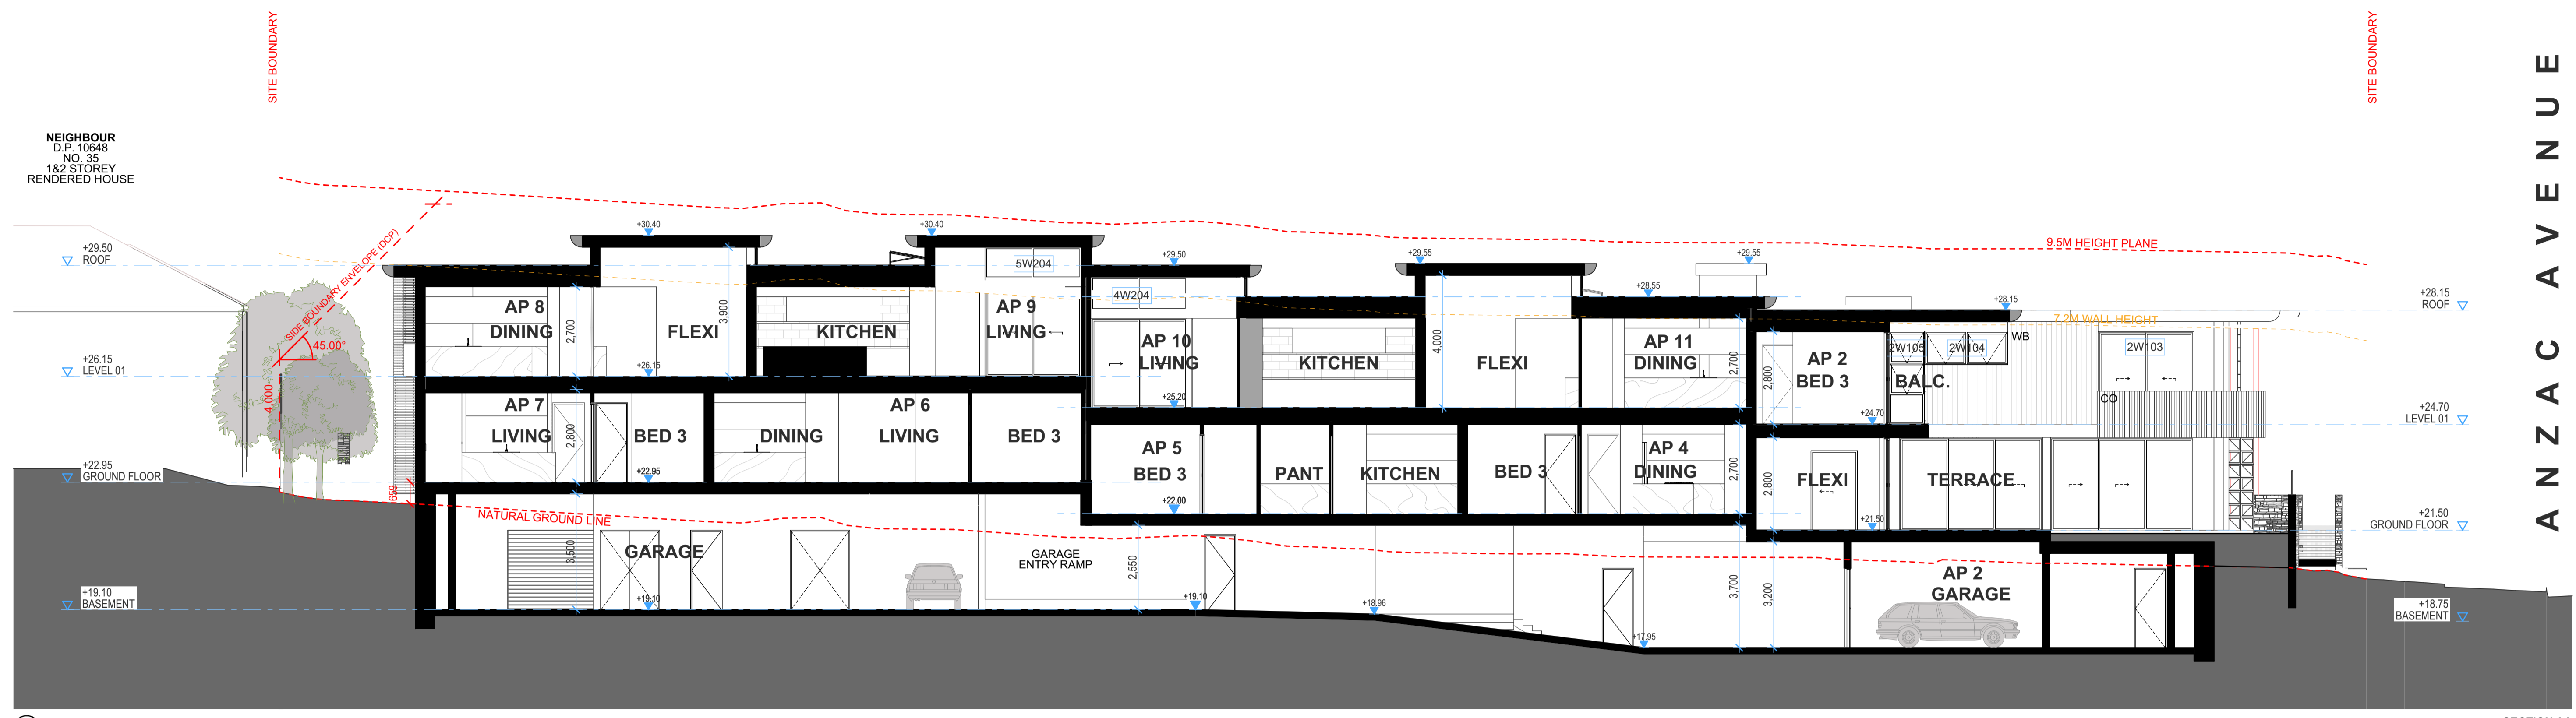 SITE BOUNDARY
SITE BOUNDARY
ANZAC AVENUE
NEIGHBOUR
D.P. 10648
NO. 35
1&2 STOREY
RENDERED HOUSE
SIDE BOUNDARY ENVELOPE (DCP)
45.00°
4,000
659
9.5M HEIGHT PLANE
7.2M WALL HEIGHT
NATURAL GROUND LINE
+29.50
ROOF
+26.15
LEVEL 01
+22.95
GROUND FLOOR
+19.10
BASEMENT
+30.40
+30.40
+29.50
+29.55
+28.55
+29.55
+28.15
5W204
4W204
AP 8
DINING
2,700
FLEXI
3,900
KITCHEN
AP 9
LIVING
AP 10
LIVING
KITCHEN
4,000
FLEXI
AP 11
DINING
2,700
2,800
AP 2
BED 3
2W105
2W104
WB
BALC.
2W103
CO
+26.15
+25.20
+24.70
AP 7
LIVING
2,800
BED 3
DINING
AP 6
LIVING
BED 3
AP 5
BED 3
PANT
KITCHEN
BED 3
AP 4
DINING
2,700
2,800
FLEXI
TERRACE
+22.95
+22.00
+21.50
3,500
GARAGE
GARAGE
ENTRY RAMP
2,550
3,700
3,200
AP 2
GARAGE
+19.10
+19.10
+18.96
+17.95
+28.15
ROOF
+24.70
LEVEL 01
+21.50
GROUND FLOOR
+18.75
BASEMENT